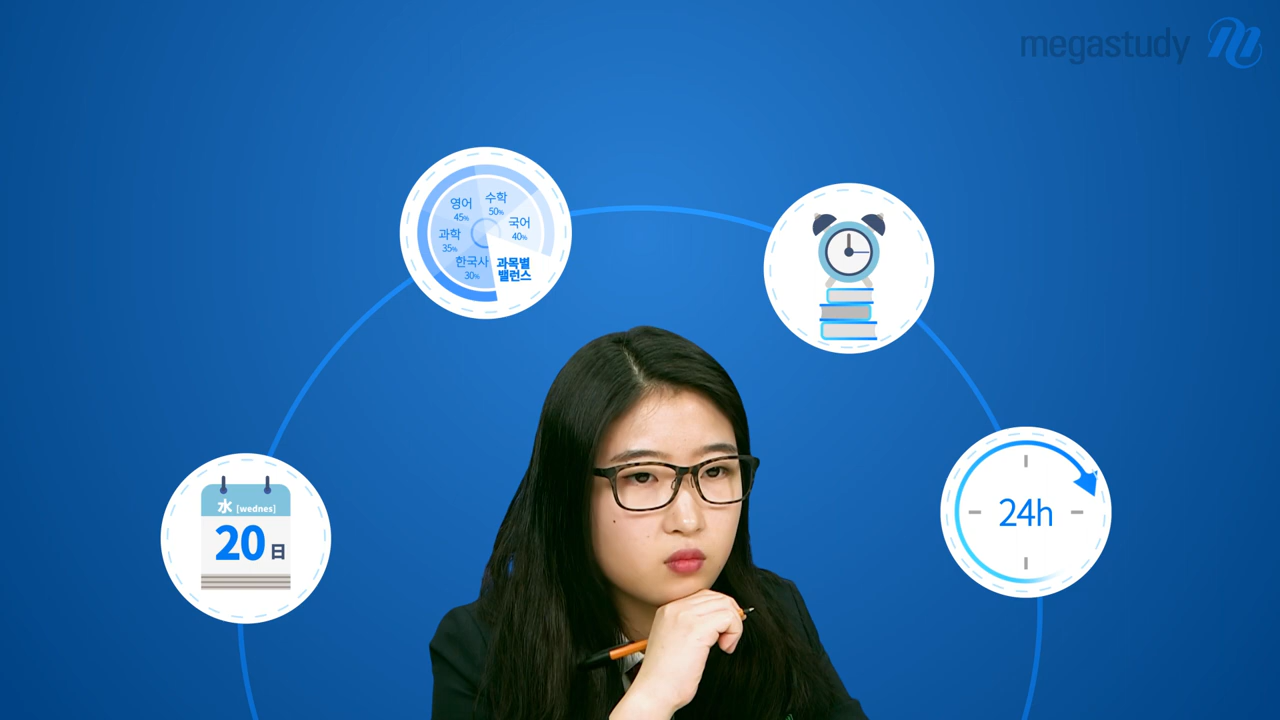 megastudy
수학
50%
영어
45%
국어
40%
과학
35%
한국사
30%
과목별
밸런스
水 [wednes]
20日
24h